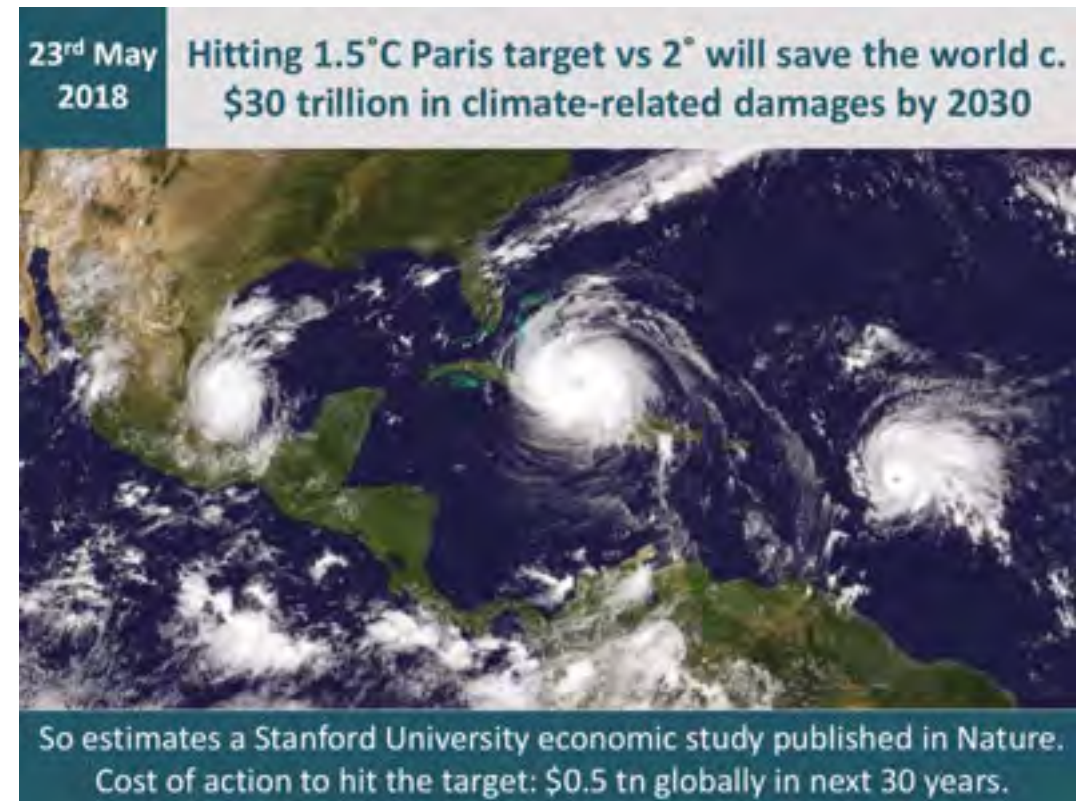 23rd May
2018
Hitting 1.5˚C Paris target vs 2˚ will save the world c.
$30 trillion in climate-related damages by 2030
So estimates a Stanford University economic study published in Nature.
Cost of action to hit the target: $0.5 tn globally in next 30 years.